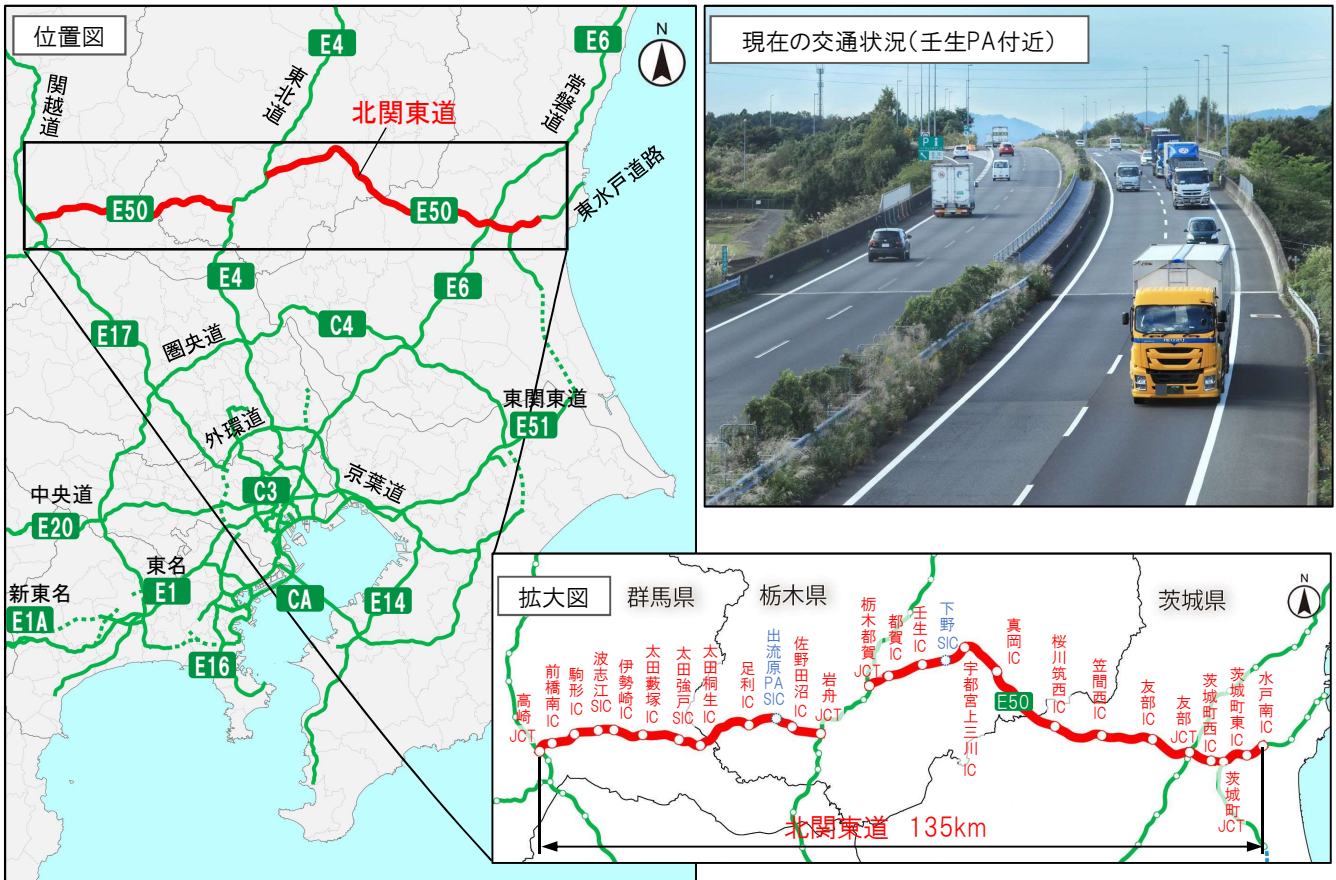 位置図
N
E4
E6
関越道
東北道
北関東道
常磐道
東水戸道路
E50
E50
E4
E6
E17
C4
圏央道
東関東道
E51
外環道
京葉道
C3
中央道
E20
東名
E1
新東名
E1A
CA
E14
E16
現在の交通状況(壬生PA付近)
P
拡大図
群馬県
栃木県
茨城県
N
高崎JCT
前橋南IC
駒形IC
波志江SIC
伊勢崎IC
太田藪塚IC
太田強戸SIC
太田桐生IC
足利IC
出流原PA SIC
佐野田沼IC
岩舟JCT
栃木都賀JCT
都賀IC
壬生IC
下野SIC
宇都宮上三川IC
真岡IC
E50
桜川筑西IC
笠間西IC
友部IC
友部JCT
茨城町西IC
茨城町JCT
茨城町東IC
水戸南IC
北関東道 135km